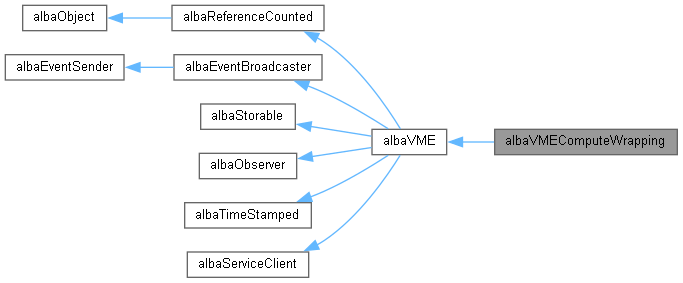 albaObject
albaReferenceCounted
albaEventSender
albaEventBroadcaster
albaStorable
albaVME
albaVMEComputeWrapping
albaObserver
albaTimeStamped
albaServiceClient